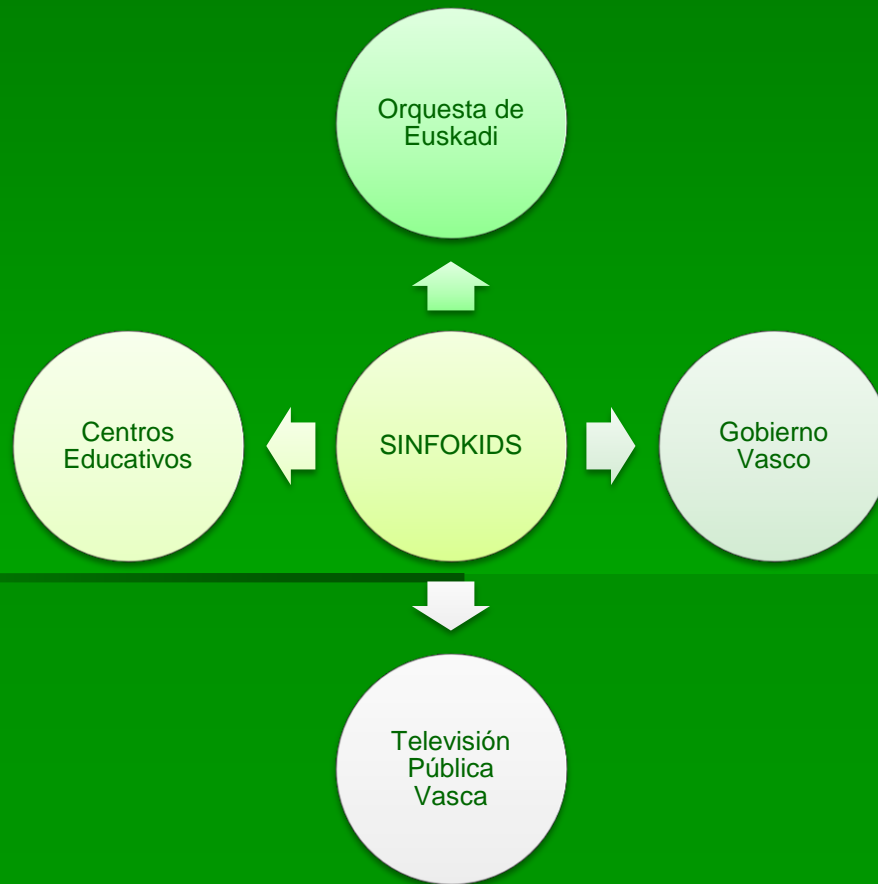 Orquesta de
Euskadi
Centros
Educativos
SINFOKIDS
Gobierno
Vasco
Televisión
Pública
Vasca